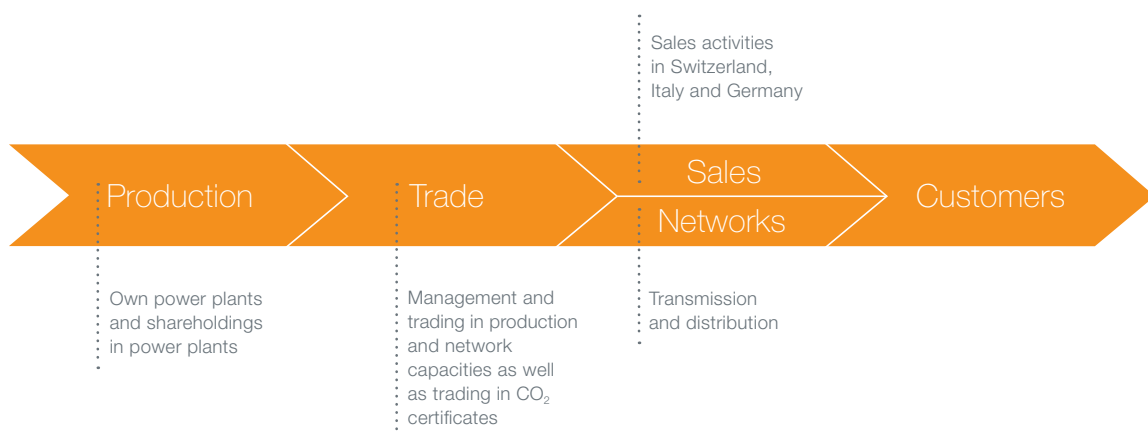 Sales activities
in Switzerland,
Italy and Germany
Production
Trade
Sales
Networks
Customers
Own power plants
and shareholdings
in power plants
Management and
trading in production
and network
capacities as well
as trading in CO₂
certificates
Transmission
and distribution